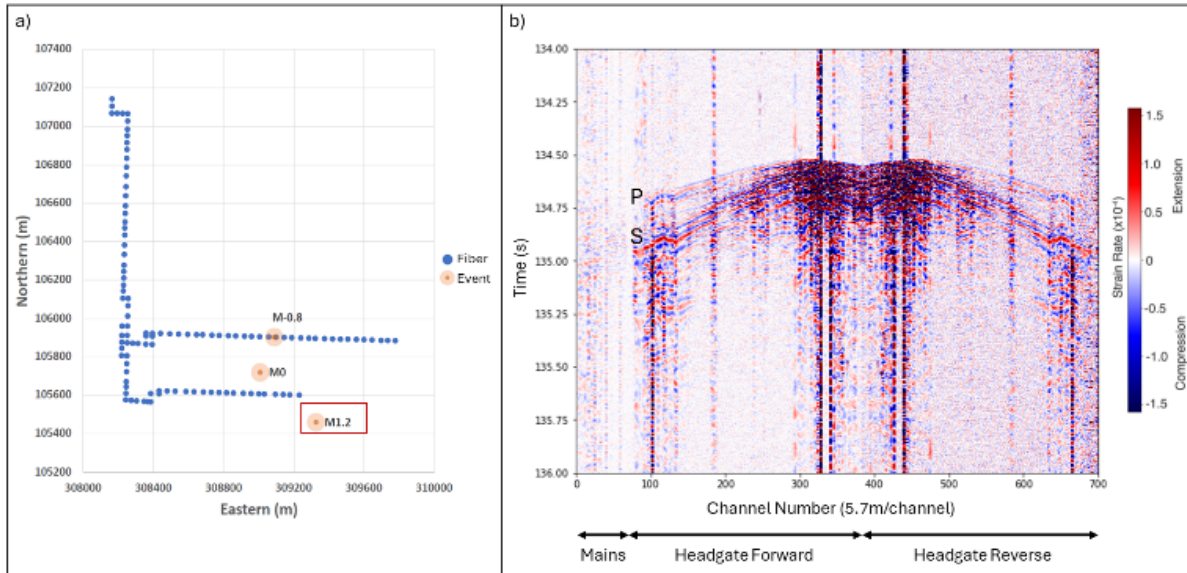 a)
107400
107200
107000
106800
106600
106400
106200
106000
105800
105600
105400
105200
308000 308400 308800 309200 309600 310000
Northern (m)
Eastern (m)
M-0.8
M0
M1.2
Fiber
Event
b)
134.00
134.25
134.50
134.75
135.00
135.25
135.50
135.75
136.00
Time (s)
P
S
0 100 200 300 400 500 600 700
Channel Number (5.7m/channel)
Mains Headgate Forward Headgate Reverse
1.5
1.0
0.5
0
-0.5
-1.0
-1.5
Strain Rate (x10⁻⁴)
Compression Extension